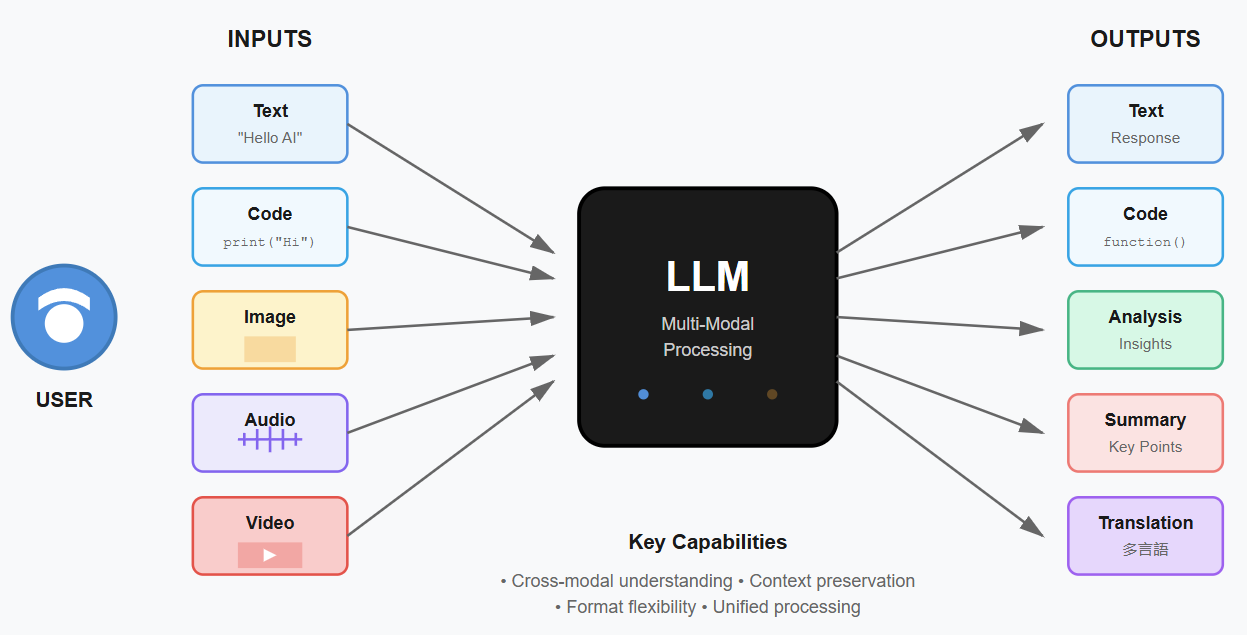 INPUTS
OUTPUTS
Text
"Hello AI"
Code
print("Hi")
Image
Audio
Video
USER
LLM
Multi-Modal
Processing
Key Capabilities
• Cross-modal understanding • Context preservation
• Format flexibility • Unified processing
Text
Response
Code
function()
Analysis
Insights
Summary
Key Points
Translation
多言語